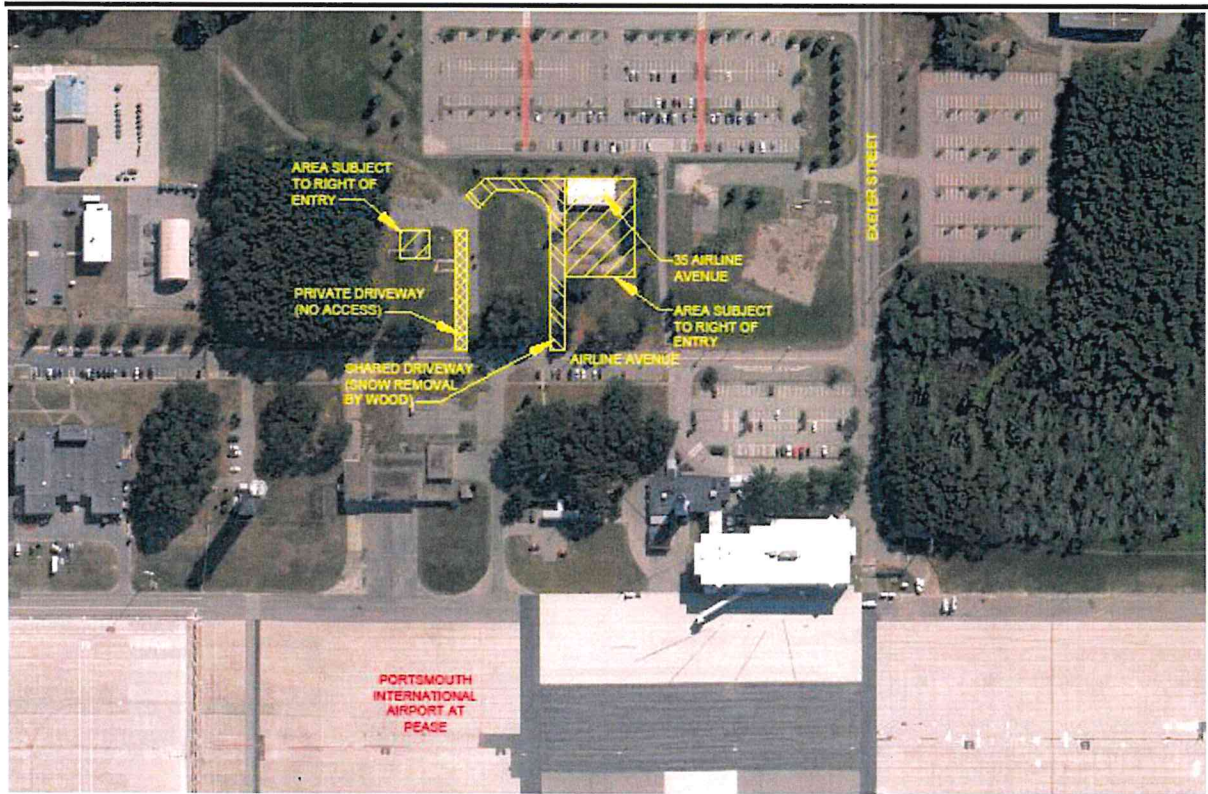 AREA SUBJECT
TO RIGHT OF
ENTRY
EXETER STREET
35 AIRLINE
AVENUE
PRIVATE DRIVEWAY
(NO ACCESS)
AREA SUBJECT
TO RIGHT OF
ENTRY
SHARED DRIVEWAY
(SNOW REMOVAL
BY WOOD)
AIRLINE AVENUE
PORTSMOUTH
INTERNATIONAL
AIRPORT AT
PEASE